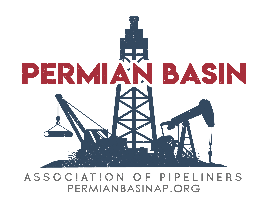 PERMIAN BASIN
ASSOCIATION OF PIPELINERS
PERMIANBASINAP.ORG